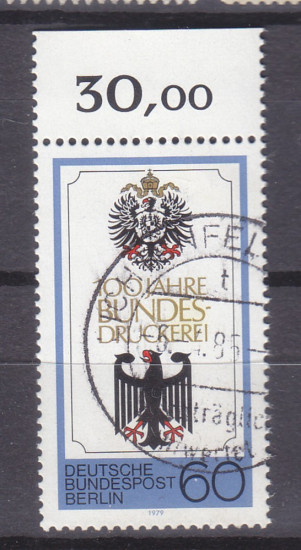 30,00
100 JAHRE
BUNDES-
DRUCKEREI
DEUTSCHE
BUNDESPOST
BERLIN
60
1979